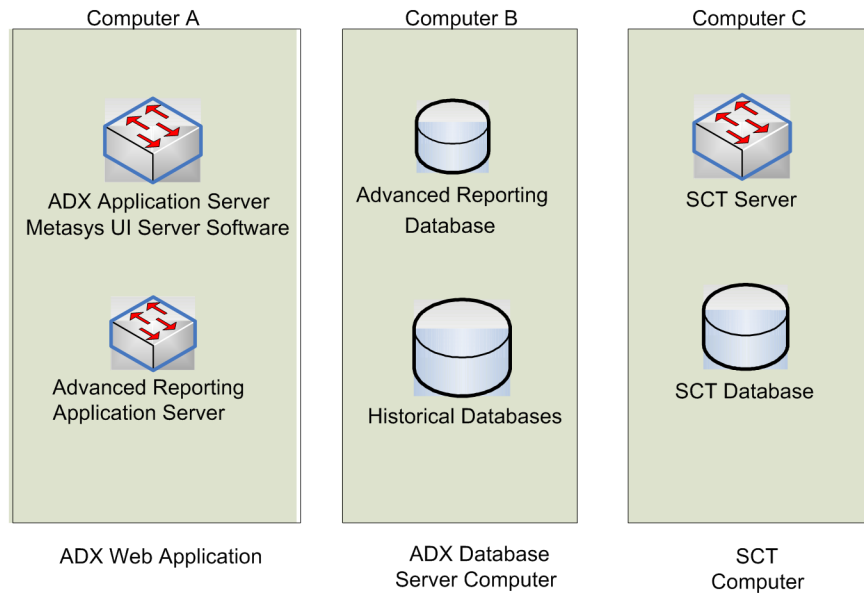 Computer A
ADX Application Server
Metasys UI Server Software
Advanced Reporting
Application Server
ADX Web Application
Computer B
Advanced Reporting
Database
Historical Databases
ADX Database
Server Computer
Computer C
SCT Server
SCT Database
SCT
Computer